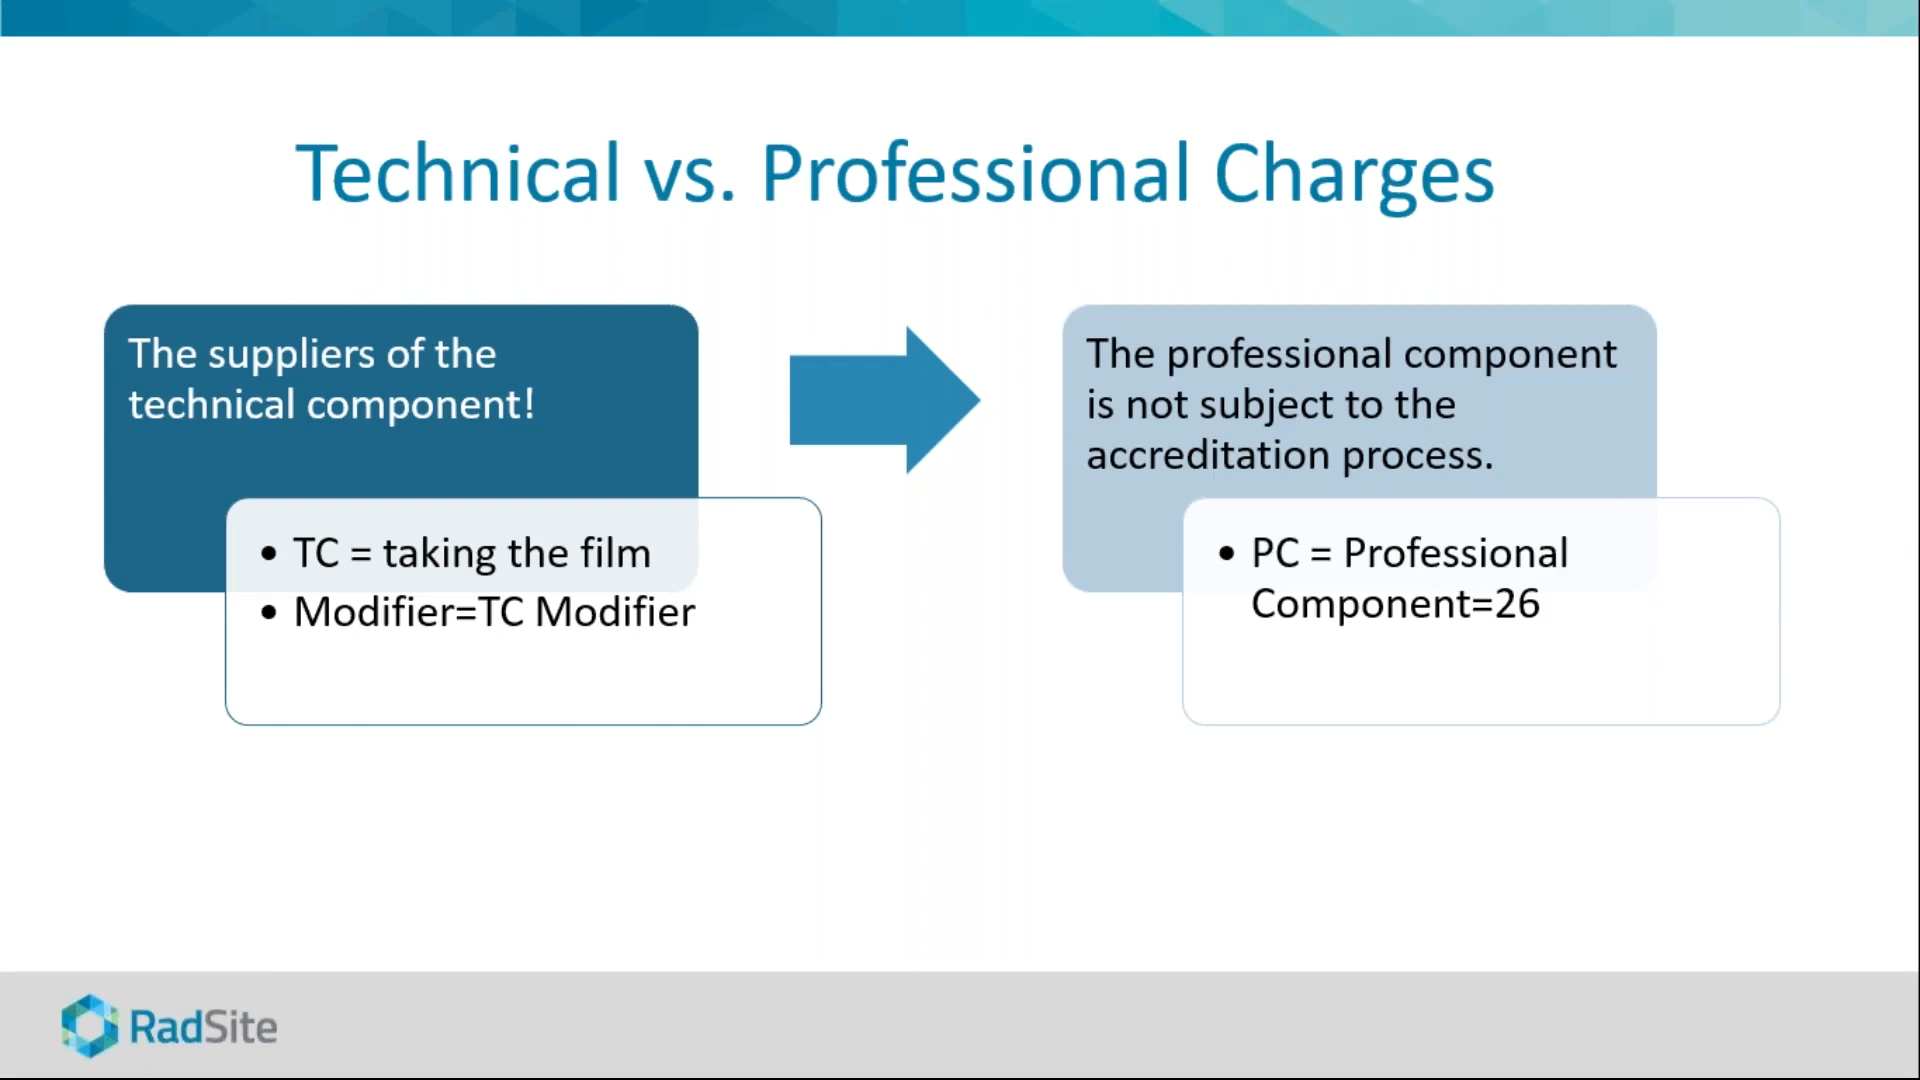 Technical vs. Professional Charges
The suppliers of the
technical component!
• TC = taking the film
• Modifier=TC Modifier
The professional component
is not subject to the
accreditation process.
• PC = Professional
Component=26
RadSite